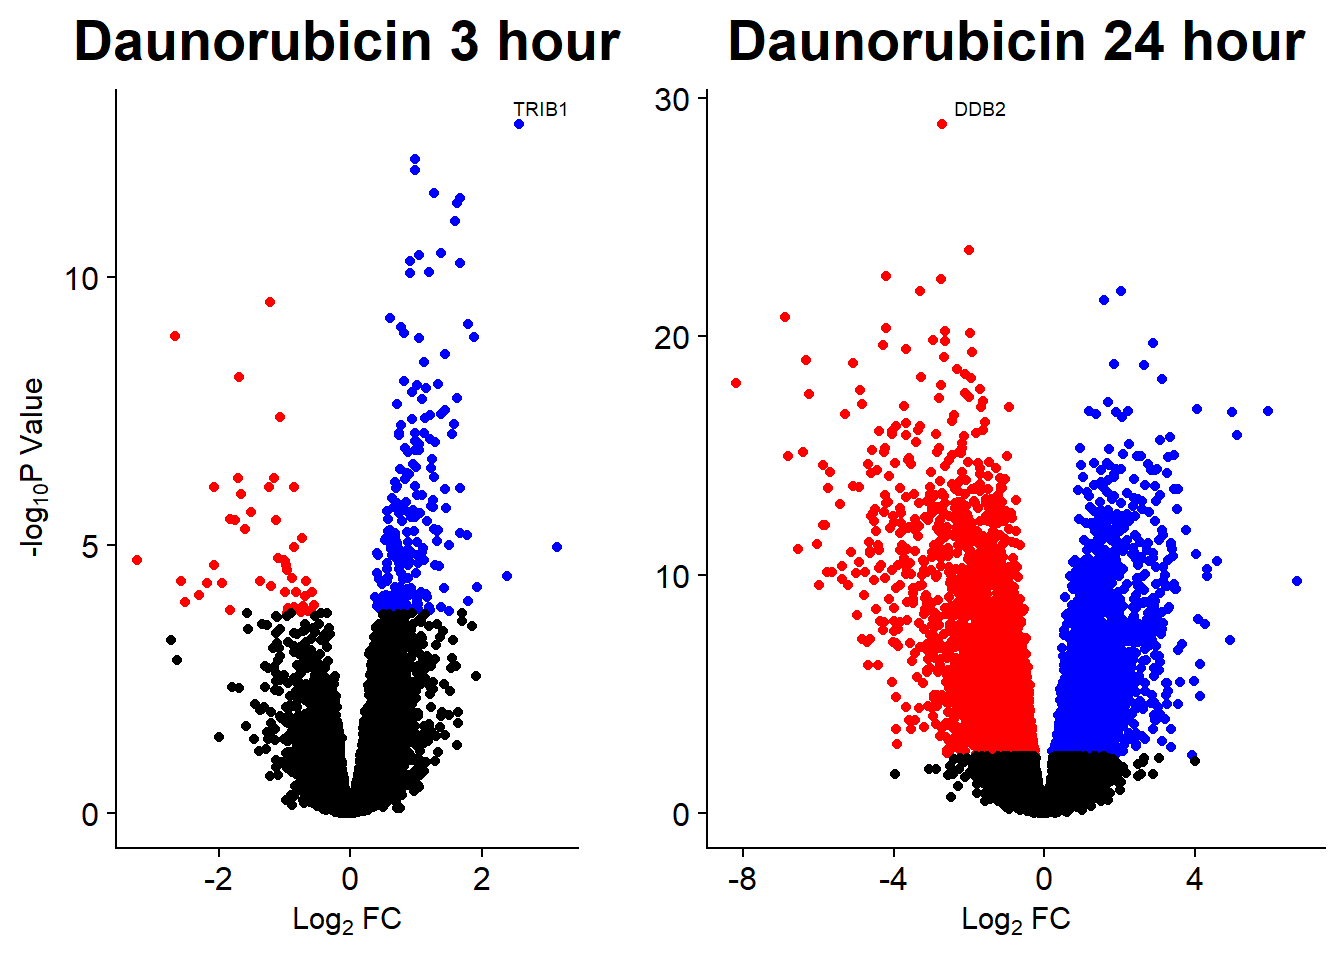 Daunorubicin 3 hour
TRIB1
10
5
0
-log₁₀P Value
-2 0 2
Log₂ FC
Daunorubicin 24 hour
DDB2
30
20
10
0
-8 -4 0 4
Log₂ FC